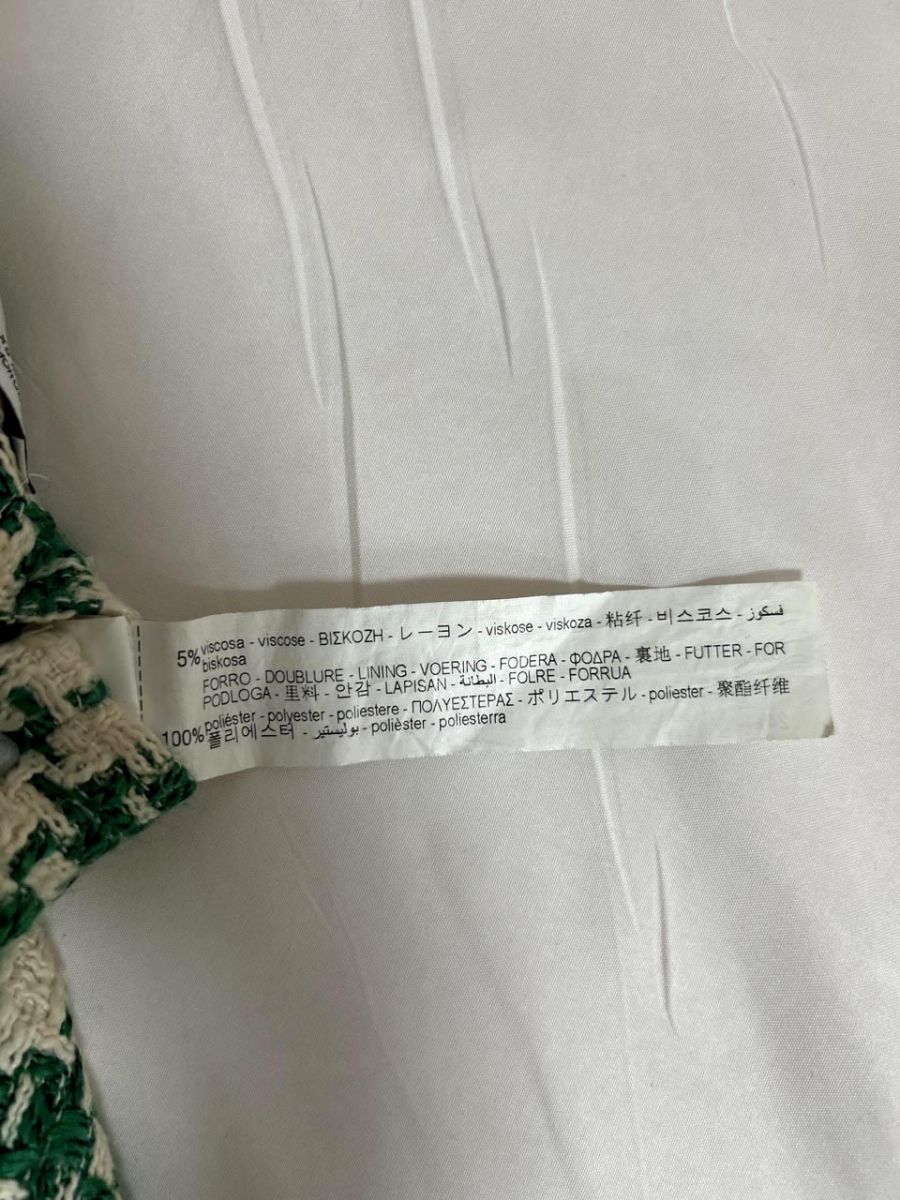 5% viscosa - viscose - ΒΙΣΚΟΖΗ - レーヨン - viskose - viskoza - 粘纤 - 비스코스 - فسكوز
biskosa
FORRO - DOUBLURE - LINING - VOERING - FODERA - ΦΟΔΡΑ - 裏地 - FUTTER - FOR
PODLOGA - 里料 - 안감 - LAPISAN - البطانة - FOLRE - FORRUA
100% poliéster - polyester - poliestere - ΠΟΛΥΕΣΤΕΡΑΣ - ポリエステル - poliester - 聚酯纤维
폴리에스터 - بوليستير - polièster - poliesterra